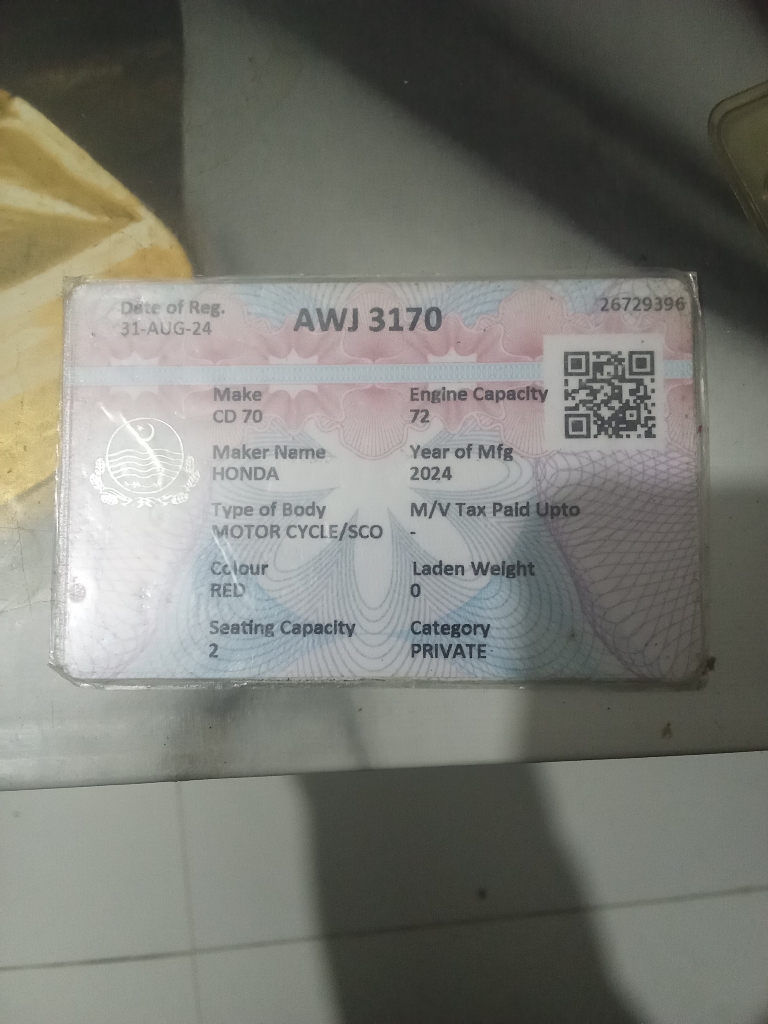 Date of Reg.
31-AUG-24
AWJ 3170
26729396
Make
CD 70
Engine Capacity
72
Maker Name
HONDA
Year of Mfg
2024
Type of Body
MOTOR CYCLE/SCO
M/V Tax Paid Upto
-
Colour
RED
Laden Weight
0
Seating Capacity
2
Category
PRIVATE